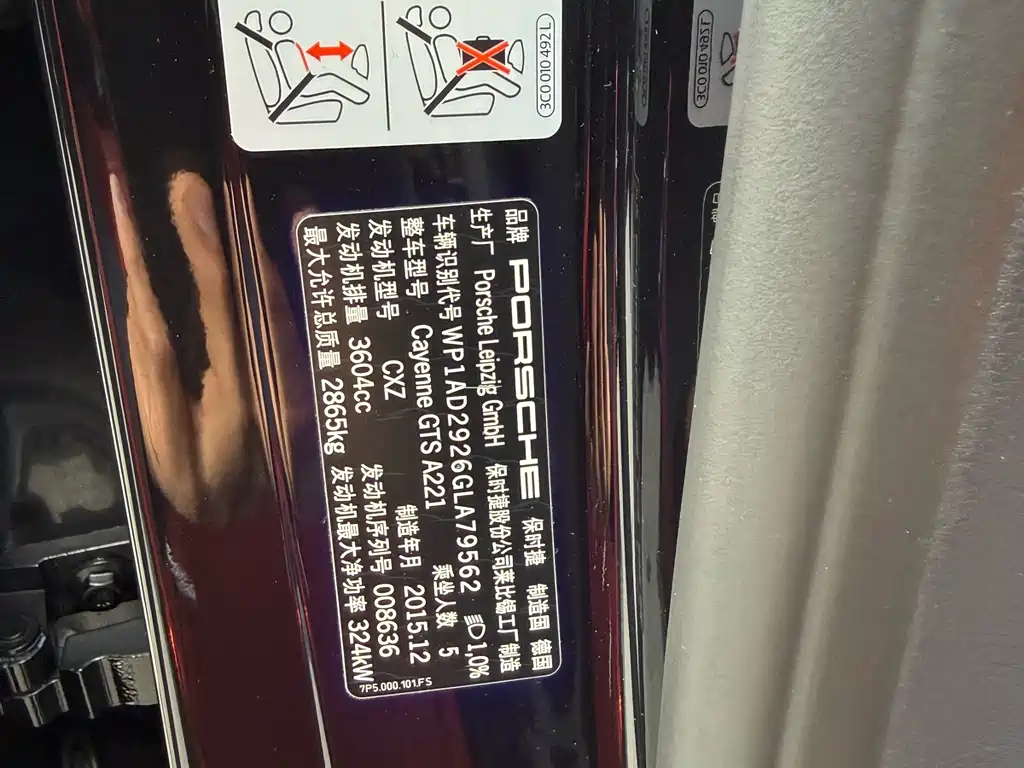 3C0 010 492 L
3C0 010 492 L
品牌 PORSCHE 保时捷 制造国 德国
生产厂 Porsche Leipzig GmbH 保时捷股份公司莱比锡工厂 制造
车辆识别代号 WP1AD2926GLA79562 1,0%
整车型号 Cayenne GTS A221 乘坐人数 5
发动机型号 CXZ 制造年月 2015.12
发动机排量 3604cc 发动机序列号 008636
最大允许总质量 2865kg 发动机最大净功率 324kW
7P5.000.101.FS